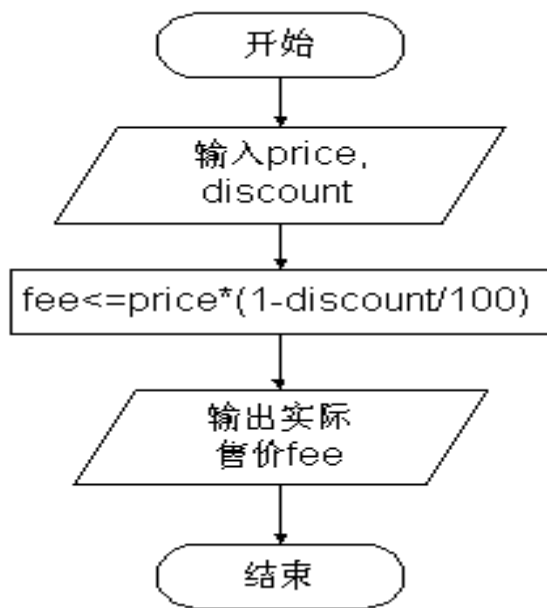 开始
输入price,
discount
fee<=price*(1-discount/100)
输出实际
售价fee
结束